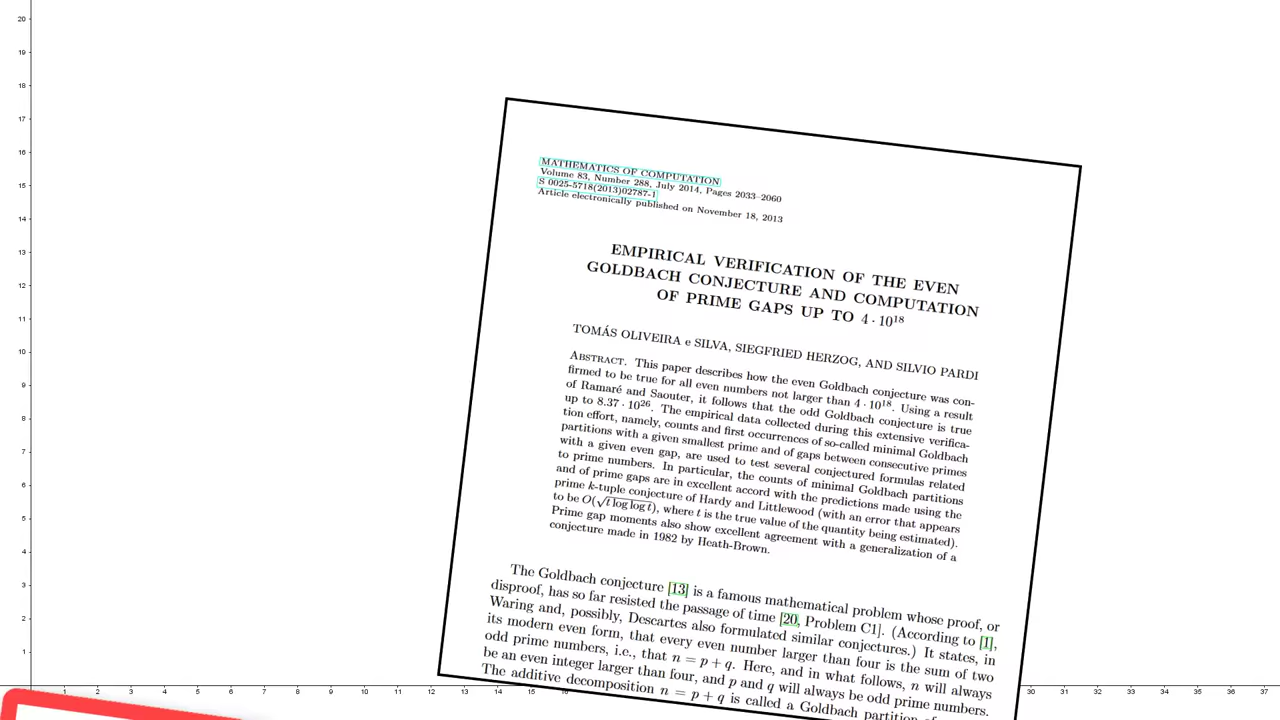 20
19
18
17
16
15
14
13
12
11
10
9
8
7
6
5
4
3
2
1
MATHEMATICS OF COMPUTATION
Volume 83, Number 288, July 2014, Pages 2033–2060
S 0025-5718(2013)02787-1
Article electronically published on November 18, 2013
EMPIRICAL VERIFICATION OF THE EVEN
GOLDBACH CONJECTURE AND COMPUTATION
OF PRIME GAPS UP TO 4 · 10¹⁸
TOMÁS OLIVEIRA e SILVA, SIEGFRIED HERZOG, AND SILVIO PARDI
Abstract. This paper describes how the even Goldbach conjecture was con-
firmed to be true for all even numbers not larger than 4 · 10¹⁸. Using a result
of Ramaré and Saouter, it follows that the odd Goldbach conjecture is true
up to 8.37 · 10²⁶. The empirical data collected during this extensive verifica-
tion effort, namely, counts and first occurrences of so-called minimal Goldbach
partitions with a given smallest prime and of gaps between consecutive primes
with a given even gap, are used to test several conjectured formulas related
to prime numbers. In particular, the counts of minimal Goldbach partitions
and of prime gaps are in excellent accord with the predictions made using the
prime k-tuple conjecture of Hardy and Littlewood (with an error that appears
to be O(√t log log t), where t is the true value of the quantity being estimated).
Prime gap moments also show excellent agreement with a generalization of a
conjecture made in 1982 by Heath-Brown.
The Goldbach conjecture [13] is a famous mathematical problem whose proof, or
disproof, has so far resisted the passage of time [20, Problem C1]. (According to [1],
Waring and, possibly, Descartes also formulated similar conjectures.) It states, in
its modern even form, that every even number larger than four is the sum of two
odd prime numbers, i.e., that n = p + q. Here, and in what follows, n will always
be an even integer larger than four, and p and q will always be odd prime numbers.
The additive decomposition n = p + q is called a Goldbach partition of
1 2 3 4 5 6 7 8 9 10 11 12 13 14 15 16 30 31 32 33 34 35 36 37